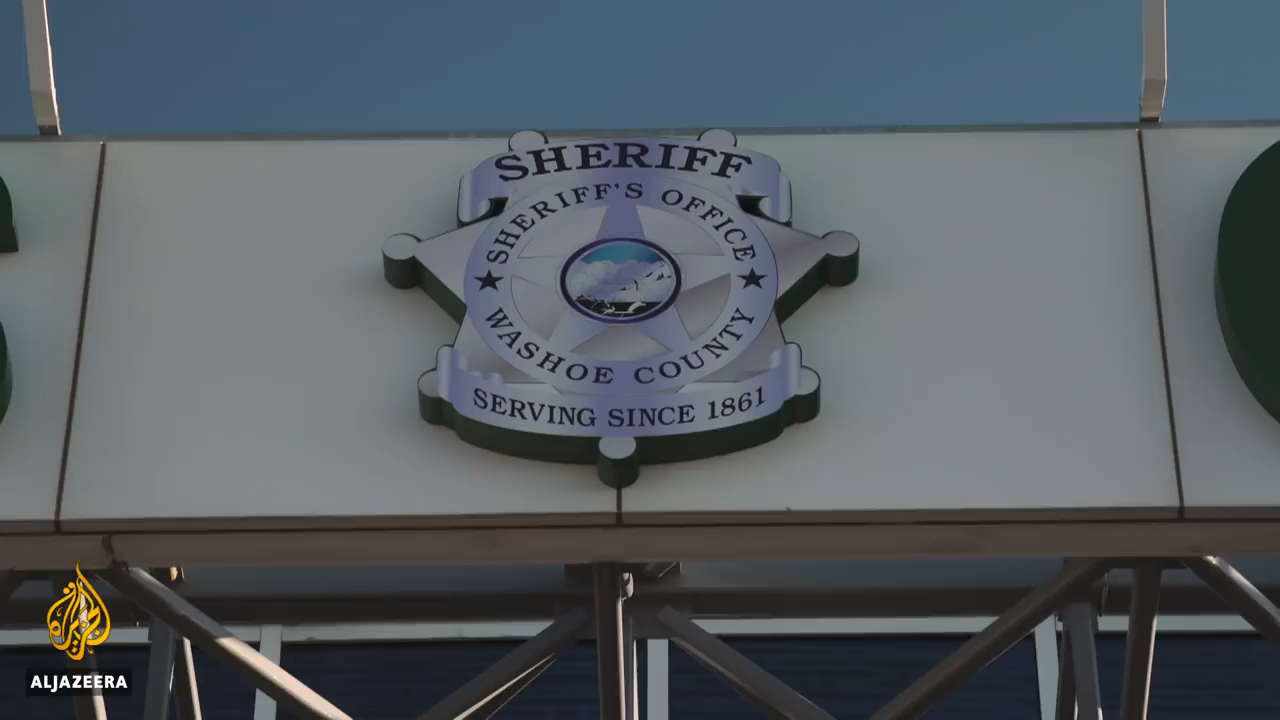 SHERIFF
SHERIFF'S OFFICE
WASHOE COUNTY
SERVING SINCE 1861
ALJAZEERA